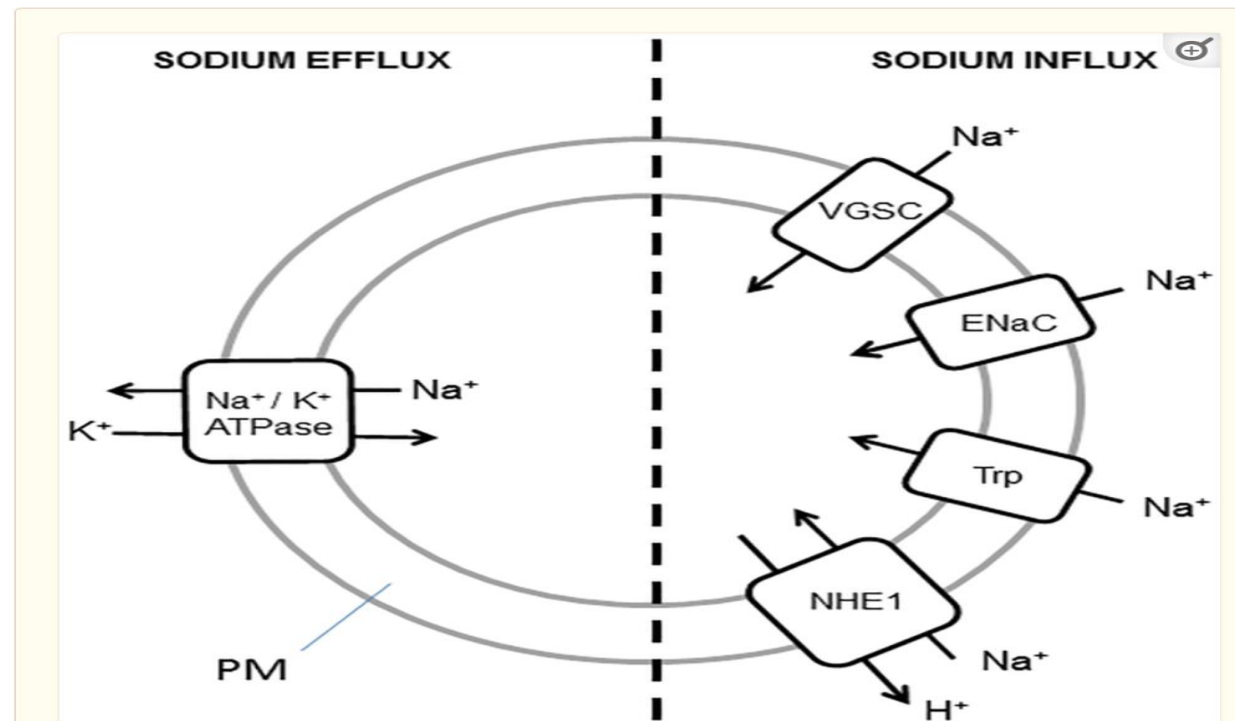 SODIUM EFFLUX
SODIUM INFLUX
Na⁺
VGSC
Na⁺
ENaC
Na⁺ / K⁺
ATPase
Na⁺
K⁺
Trp
Na⁺
NHE1
Na⁺
H⁺
PM